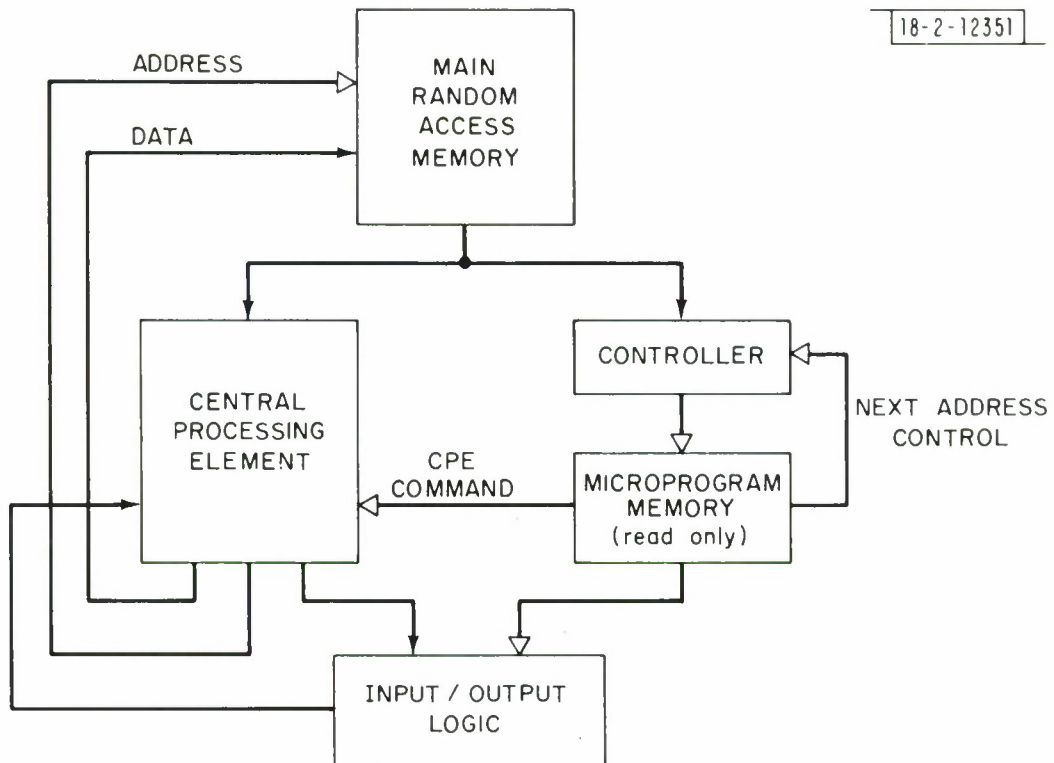 18-2-12351
ADDRESS
DATA
MAIN
RANDOM
ACCESS
MEMORY
CENTRAL
PROCESSING
ELEMENT
CONTROLLER
NEXT ADDRESS
CONTROL
CPE
COMMAND
MICROPROGRAM
MEMORY
(read only)
INPUT / OUTPUT
LOGIC